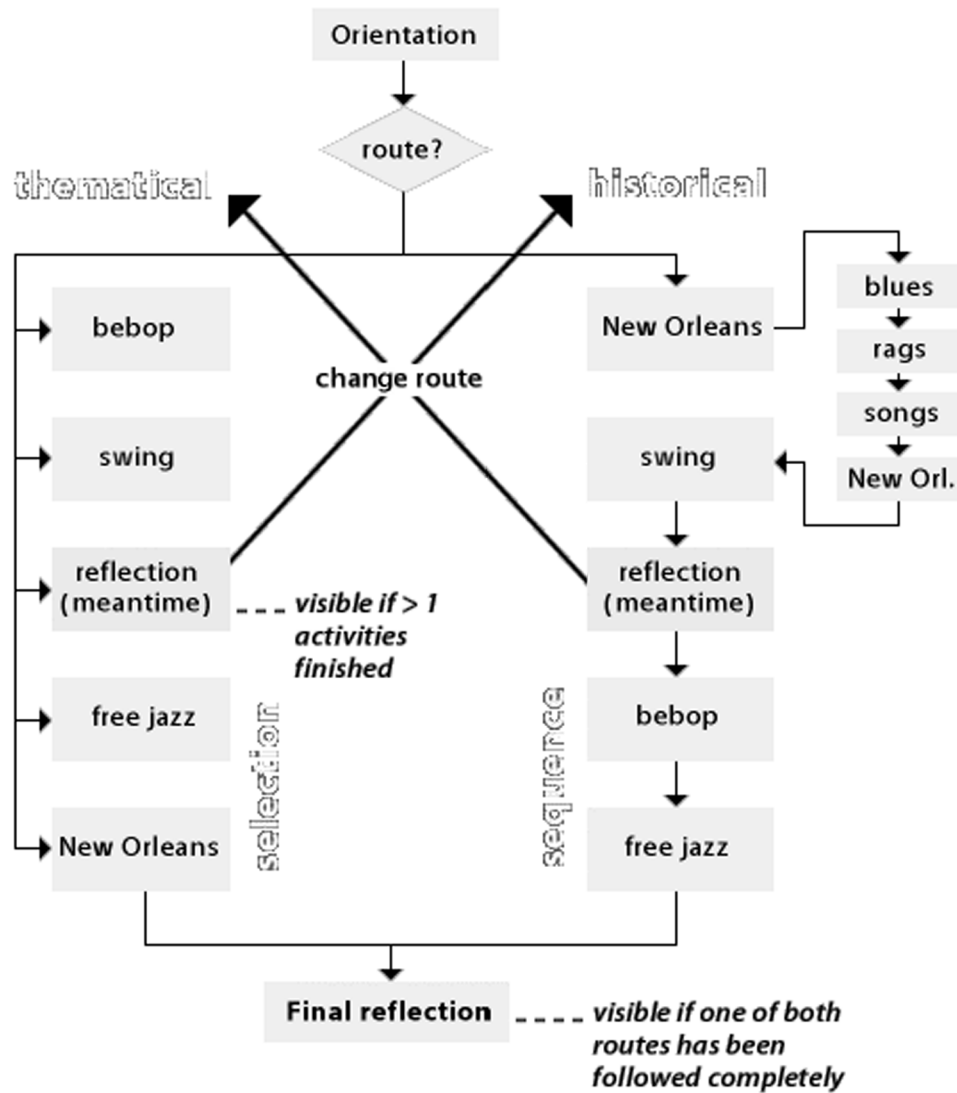 Orientation
route?
thematical
historical
bebop
New Orleans
blues
rags
songs
New Orl.
change route
swing
swing
reflection
(meantime)
visible if > 1
activities
finished
reflection
(meantime)
free jazz
selection
sequence
bebop
New Orleans
free jazz
Final reflection
visible if one of both
routes has been
followed completely